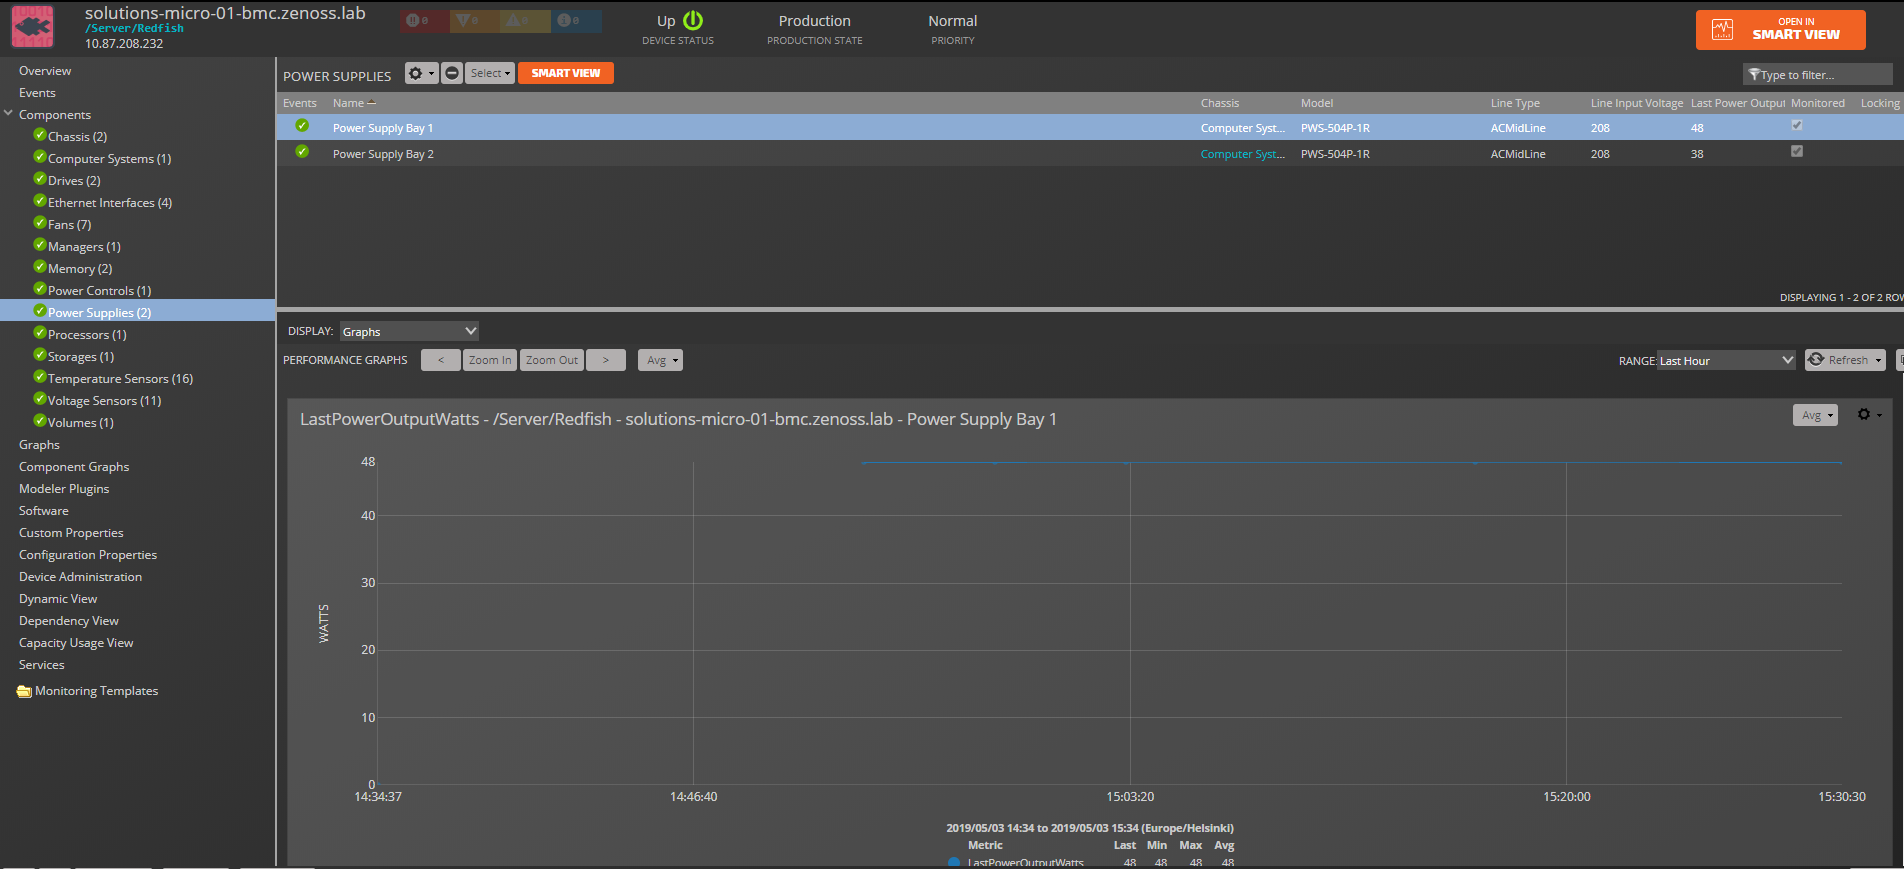 solutions-micro-01-bmc.zenoss.lab
/Server/Redfish
10.87.208.232
0 0 0 0
Up
DEVICE STATUS
Production
PRODUCTION STATE
Normal
PRIORITY
OPEN IN
SMART VIEW
Overview
Events
Components
Chassis (2)
Computer Systems (1)
Drives (2)
Ethernet Interfaces (4)
Fans (7)
Managers (1)
Memory (2)
Power Controls (1)
Power Supplies (2)
Processors (1)
Storages (1)
Temperature Sensors (16)
Voltage Sensors (11)
Volumes (1)
Graphs
Component Graphs
Modeler Plugins
Software
Custom Properties
Configuration Properties
Device Administration
Dynamic View
Dependency View
Capacity Usage View
Services
Monitoring Templates
POWER SUPPLIES Select SMART VIEW Type to filter...
Events Name Chassis Model Line Type Line Input Voltage Last Power Output Monitored Locking
Power Supply Bay 1 Computer Syst... PWS-504P-1R ACMidLine 208 48
Power Supply Bay 2 Computer Syst... PWS-504P-1R ACMidLine 208 38
DISPLAYING 1 - 2 OF 2 ROW
DISPLAY: Graphs
PERFORMANCE GRAPHS < Zoom In Zoom Out > Avg RANGE: Last Hour Refresh
LastPowerOutputWatts - /Server/Redfish - solutions-micro-01-bmc.zenoss.lab - Power Supply Bay 1 Avg
48
40
30
20
10
0
WATTS
14:34:37 14:46:40 15:03:20 15:20:00 15:30:30
2019/05/03 14:34 to 2019/05/03 15:34 (Europe/Helsinki)
Metric Last Min Max Avg
LastPowerOutputWatts 48 48 48 48